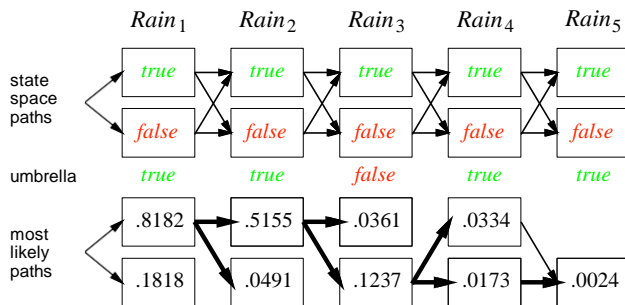 Rain1 Rain2 Rain3 Rain4 Rain5
state space paths
true true true true true
false false false false false
umbrella true true false true true
most likely paths
.8182 .5155 .0361 .0334
.1818 .0491 .1237 .0173 .0024